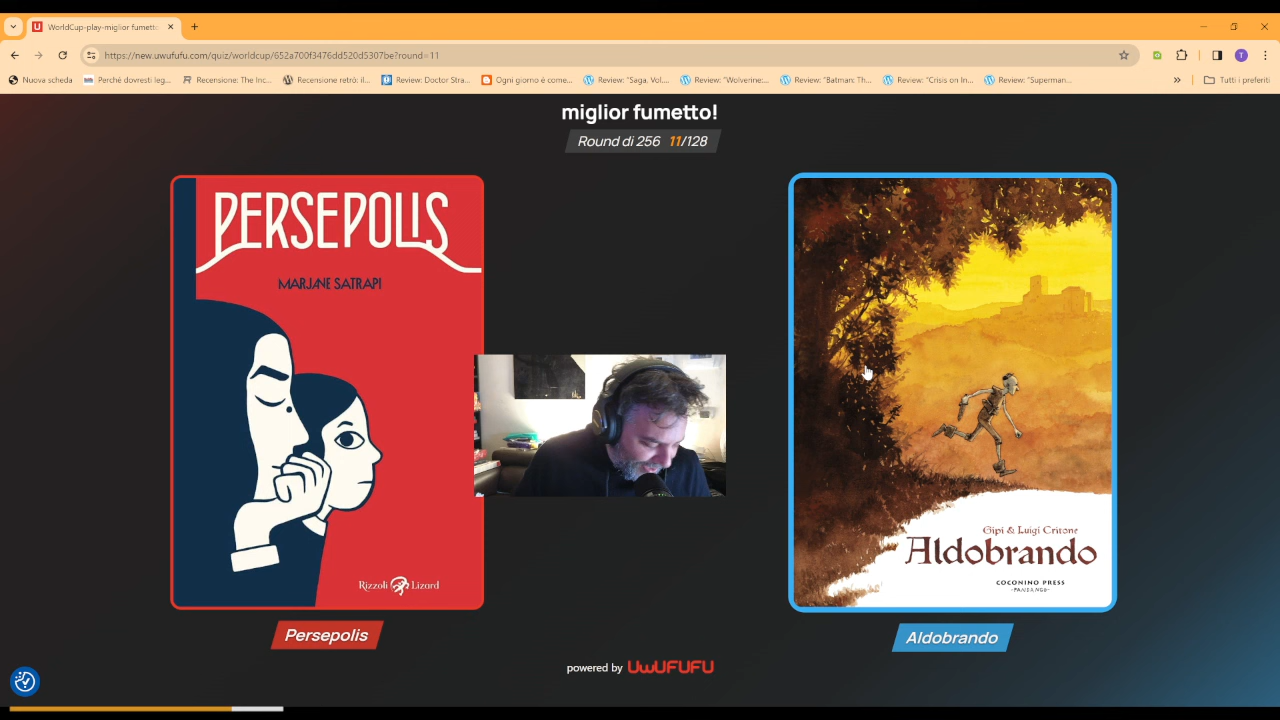 WorldCup-play-miglior fumetto
https://new.uwufufu.com/quiz/worldcup/652a700f3476dd520d5307be?round=11
T
Nuova scheda
Perché dovresti leg...
Recensione: The Inc...
Recensione retrò: il...
Review: Doctor Stra...
Ogni giorno è come...
Review: "Saga, Vol....
Review: "Wolverine:...
Review: "Batman: Th...
Review: "Crisis on In...
Review: "Superman...
Tutti i preferiti
miglior fumetto!
Round di 256 11/128
PERSEPOLIS
MARJANE SATRAPI
Rizzoli Lizard
Persepolis
Gipi & Luigi Critone
Aldobrando
COCONINO PRESS
-FANDANGO-
Aldobrando
powered by UWUFUFU